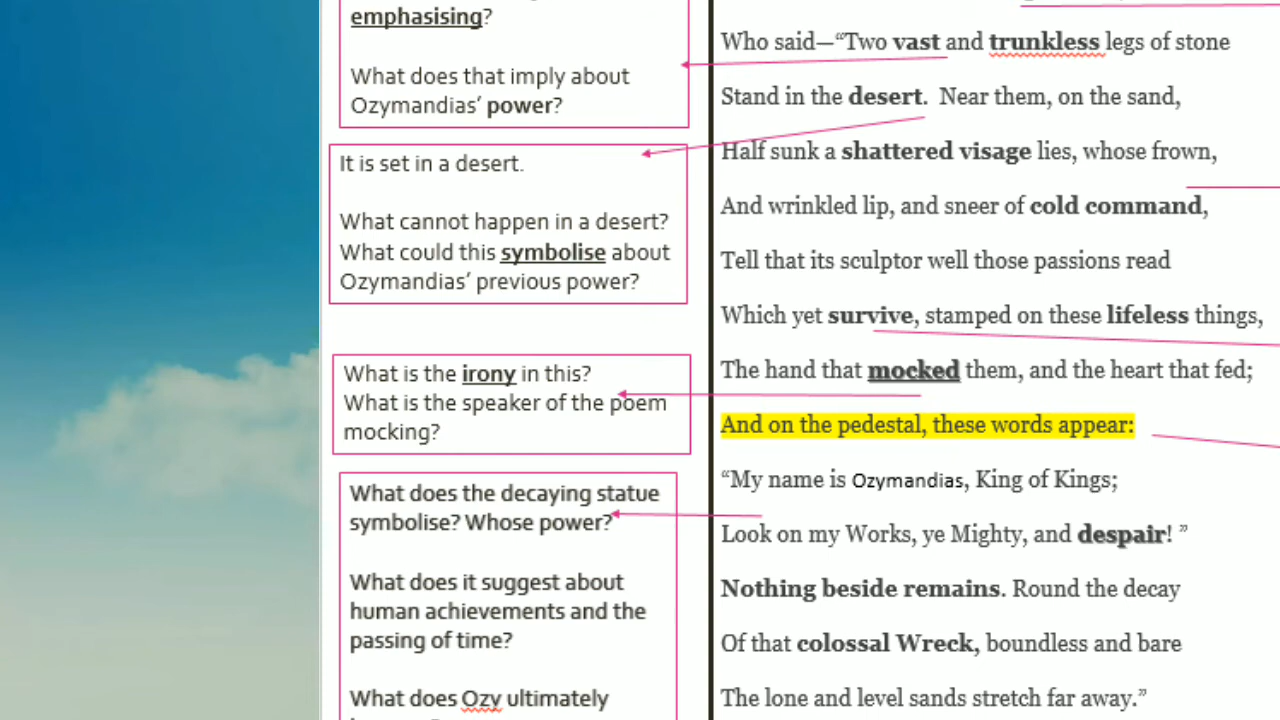 emphasising?
What does that imply about
Ozymandias’ power?
It is set in a desert.
What cannot happen in a desert?
What could this symbolise about
Ozymandias’ previous power?
What is the irony in this?
What is the speaker of the poem
mocking?
What does the decaying statue
symbolise? Whose power?
What does it suggest about
human achievements and the
passing of time?
What does Ozy ultimately
Who said—“Two vast and trunkless legs of stone
Stand in the desert.  Near them, on the sand,
Half sunk a shattered visage lies, whose frown,
And wrinkled lip, and sneer of cold command,
Tell that its sculptor well those passions read
Which yet survive, stamped on these lifeless things,
The hand that mocked them, and the heart that fed;
And on the pedestal, these words appear:
“My name is Ozymandias, King of Kings;
Look on my Works, ye Mighty, and despair! ”
Nothing beside remains. Round the decay
Of that colossal Wreck, boundless and bare
The lone and level sands stretch far away.”